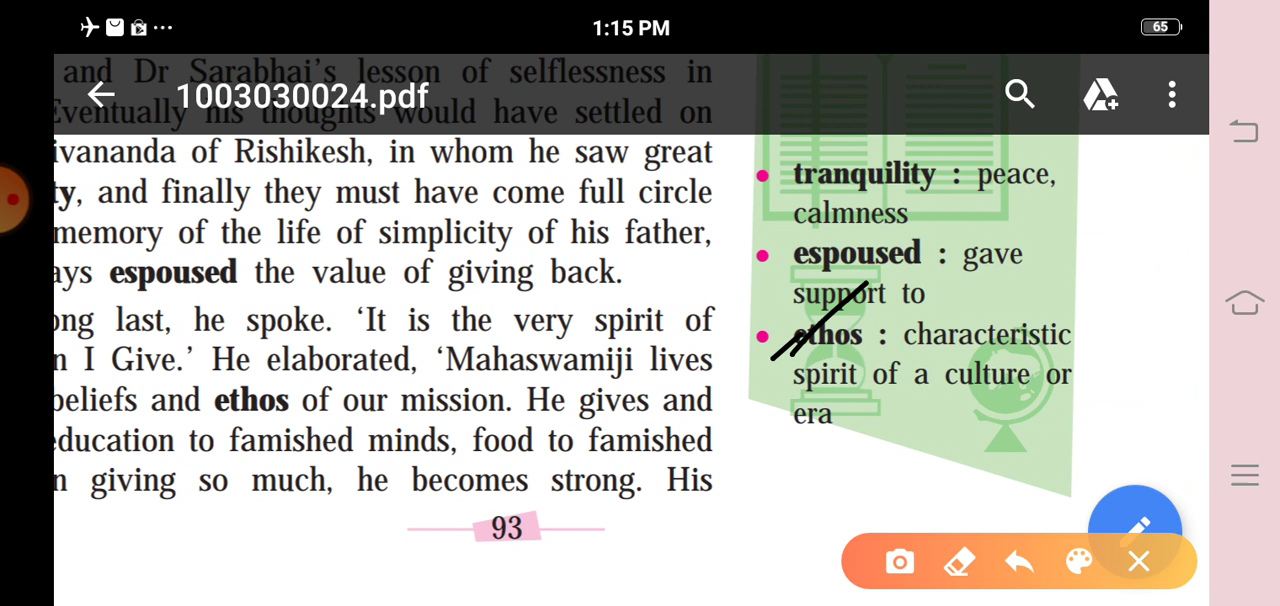 1:15 PM
65
and Dr Sarabhai's lesson of selflessness in
1003030024.pdf
Eventually his thoughts would have settled on
ivananda of Rishikesh, in whom he saw great
ty, and finally they must have come full circle
memory of the life of simplicity of his father,
ays espoused the value of giving back.
ong last, he spoke. 'It is the very spirit of
n I Give.' He elaborated, 'Mahaswamiji lives
beliefs and ethos of our mission. He gives and
education to famished minds, food to famished
n giving so much, he becomes strong. His
93
• tranquility : peace,
calmness
• espoused : gave
support to
• ethos : characteristic
spirit of a culture or
era